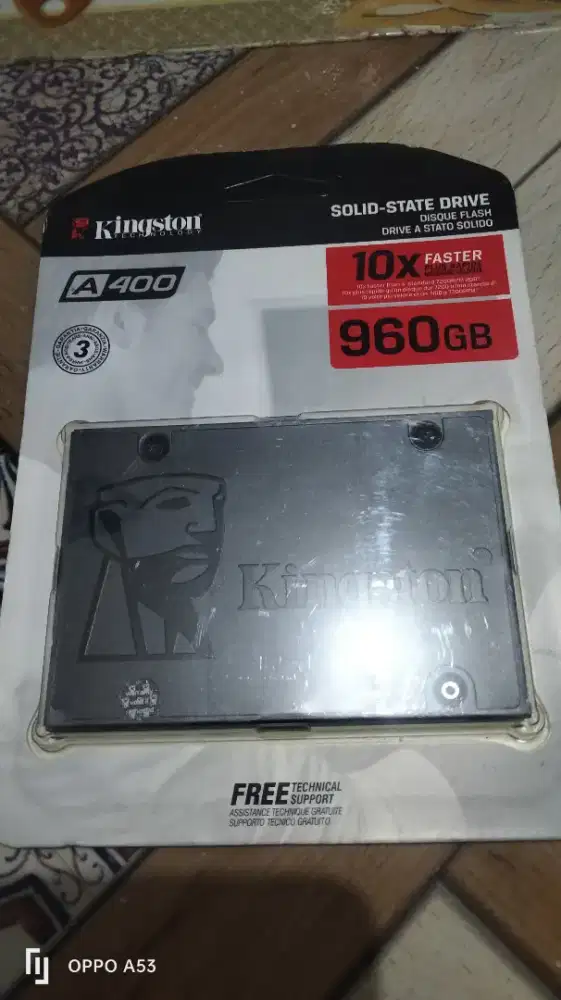 Kingston
TECHNOLOGY
SOLID-STATE DRIVE
DISQUE FLASH
DRIVE A STATO SOLIDO
A400
10x FASTER
3
960GB
Kingston
FREE TECHNICAL SUPPORT
ASSISTANCE TECHNIQUE GRATUITE
SUPPORTO TECNICO GRATUITO
OPPO A53